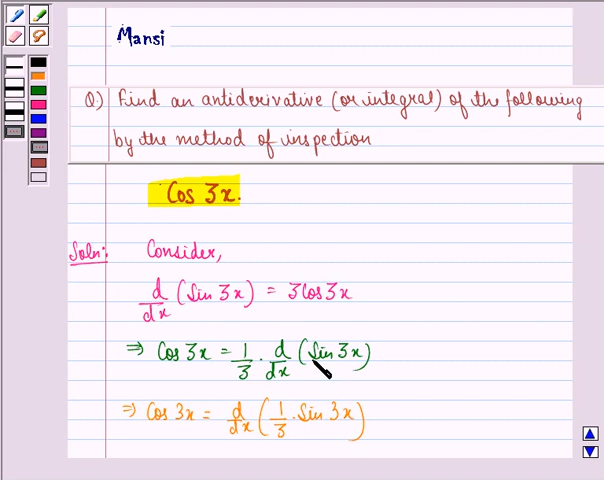 Mansi
Q) Find an antiderivative (or integral) of the following
by the method of inspection
Cos 3x.
Soln: Consider,
d/dx (Sin 3x) = 3Cos 3x
⇒ Cos 3x = 1/3 . d/dx (Sin 3x)
⇒ Cos 3x = d/dx (1/3 . Sin 3x)